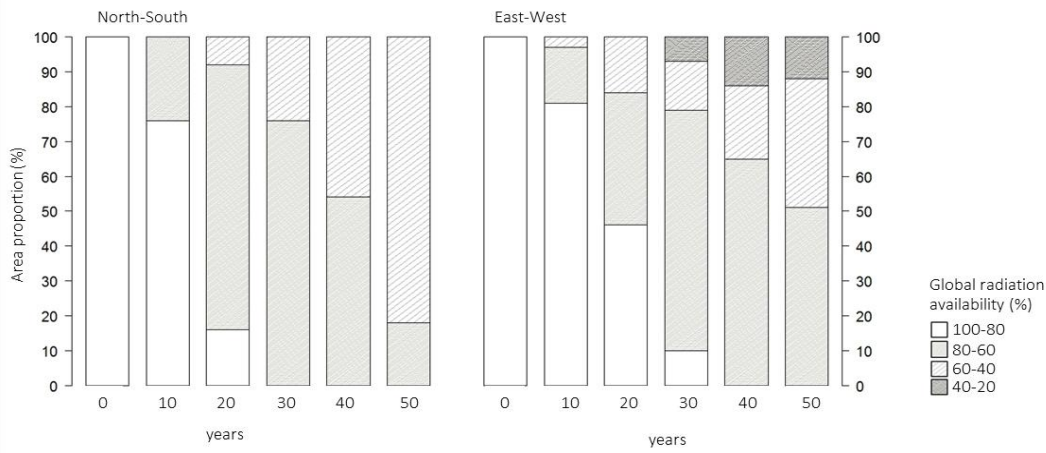 North-South
East-West
100
90
80
70
60
50
40
30
20
10
0
Area proportion (%)
0 10 20 30 40 50
years
0 10 20 30 40 50
years
100
90
80
70
60
50
40
30
20
10
0
Global radiation
availability (%)
100-80
80-60
60-40
40-20